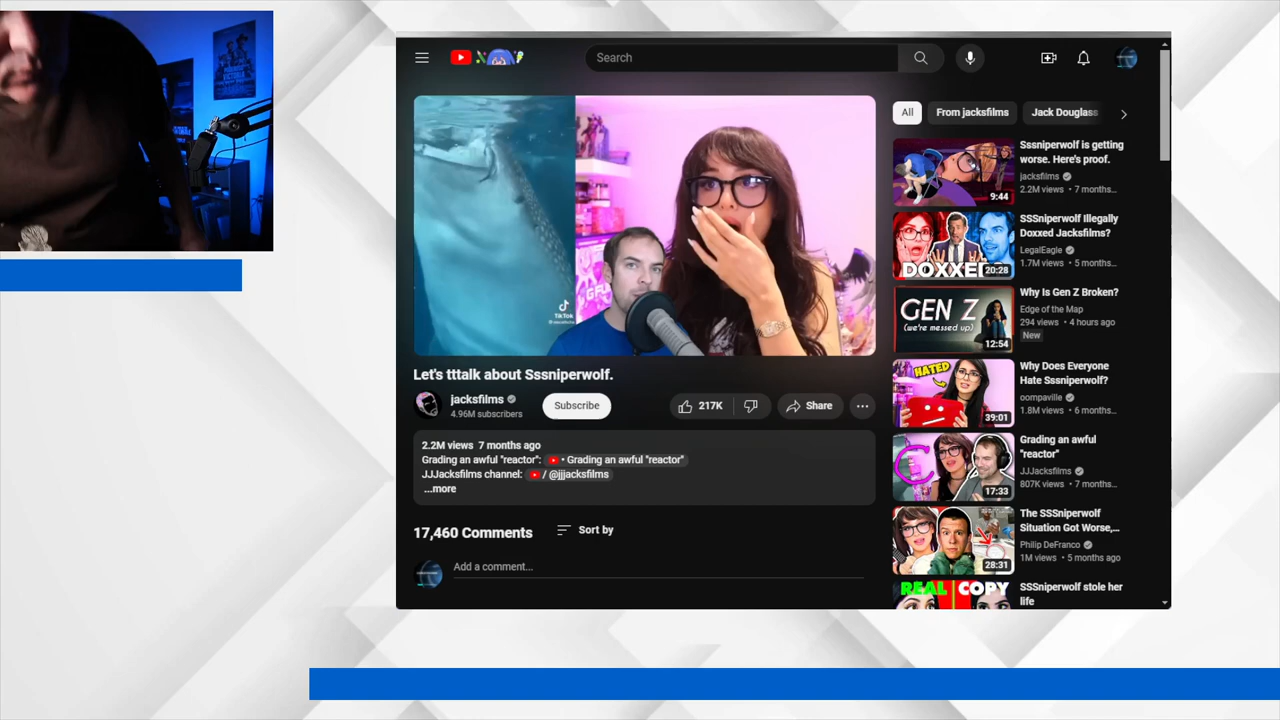 Search
All
From jacksfilms
Jack Douglass
TikTok
Let's tttalk about Sssniperwolf.
jacksfilms
4.96M subscribers
Subscribe
217K
Share
2.2M views 7 months ago
Grading an awful "reactor": • Grading an awful "reactor"
JJJacksfilms channel: / @jjjacksfilms
...more
17,460 Comments
Sort by
Add a comment...
Sssniperwolf is getting
worse. Here's proof.
jacksfilms
2.2M views • 7 months...
9:44
SSSniperwolf Illegally
Doxxed Jacksfilms?
LegalEagle
1.7M views • 5 months...
DOXXED
20:28
Why Is Gen Z Broken?
Edge of the Map
294 views • 4 hours ago
New
GEN Z
(we're messed up)
12:54
Why Does Everyone
Hate Sssniperwolf?
oompaville
1.8M views • 6 months...
HATED
39:01
Grading an awful
"reactor"
JJJacksfilms
807K views • 7 months...
17:33
The SSSniperwolf
Situation Got Worse,...
Philip DeFranco
1M views • 5 months ago
28:31
SSSniperwolf stole her
life
REAL COPY